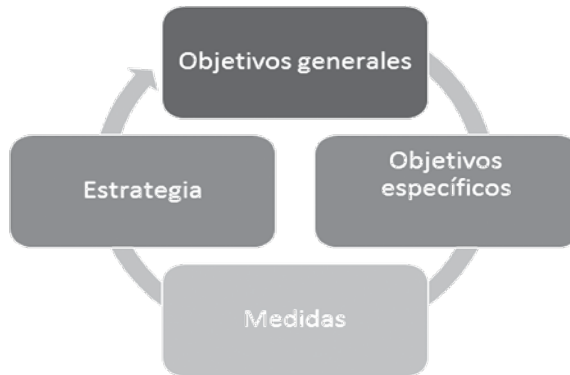 Objetivos generales
Objetivos
específicos
Medidas
Estrategia